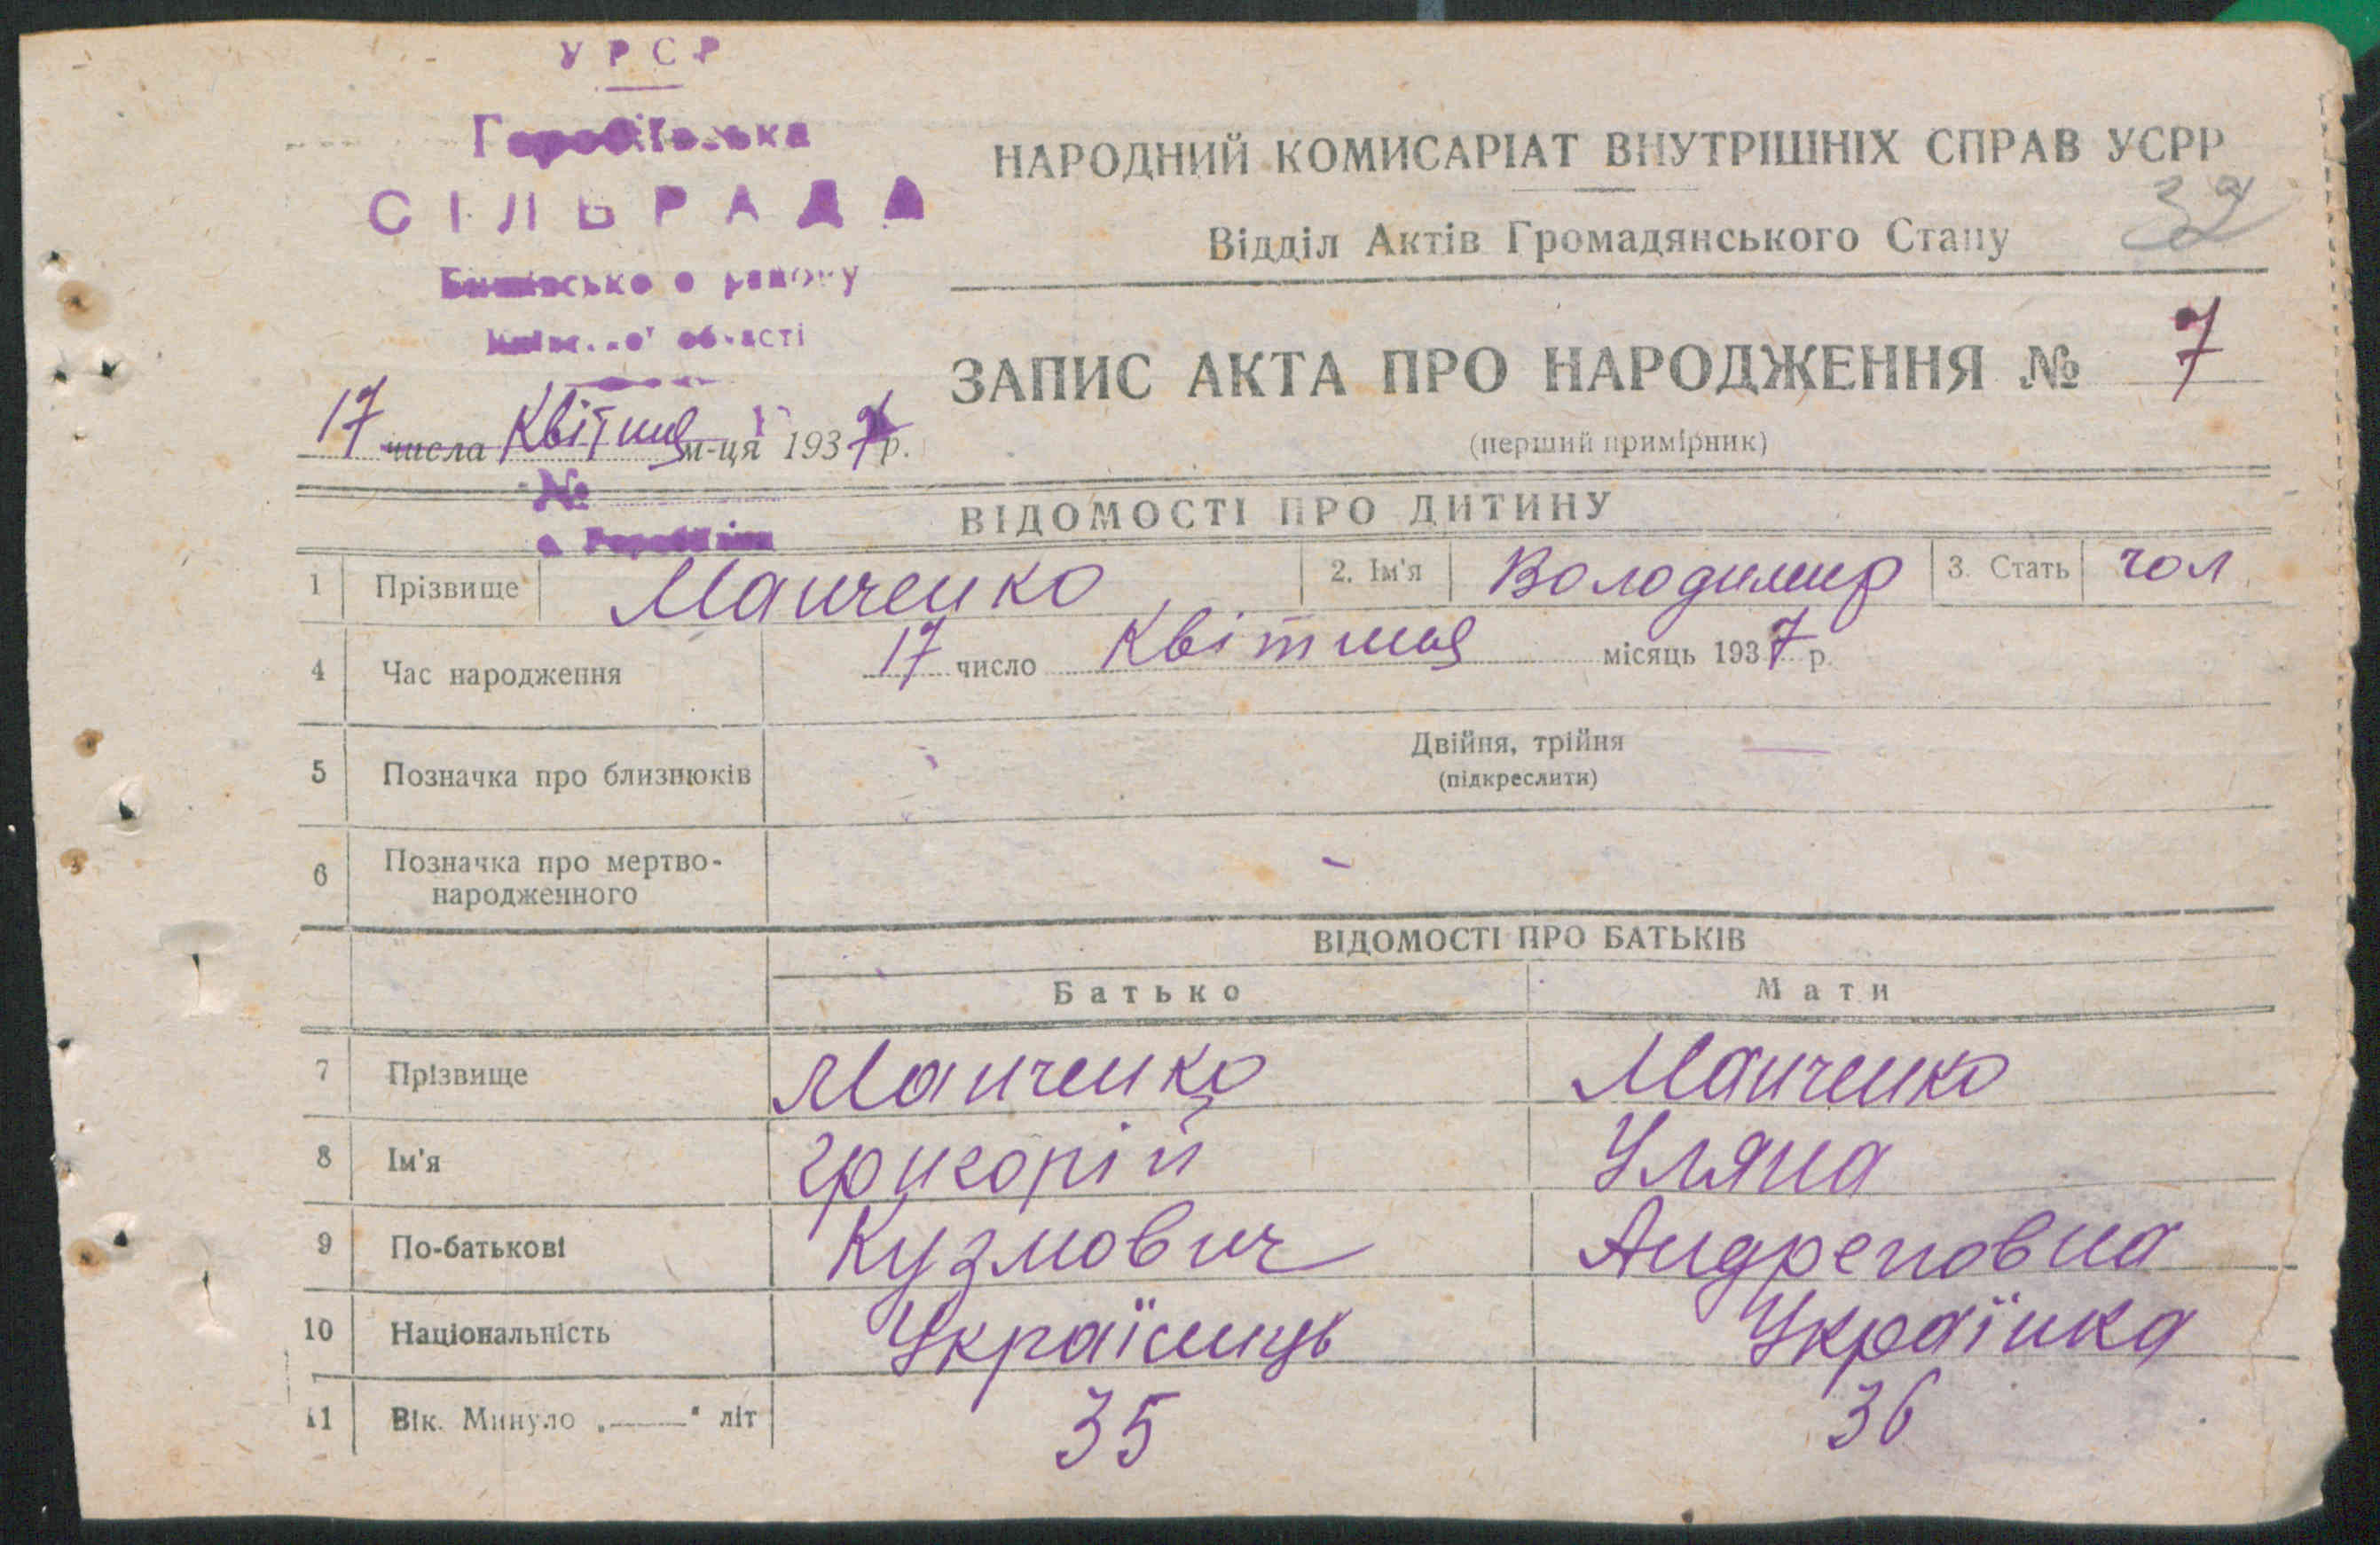 УРСР
СІЛЬРАДА
району
області
НАРОДНИЙ КОМИСАРІАТ ВНУТРІШНІХ СПРАВ УСРР
32
Відділ Актів Громадянського Стану
ЗАПИС АКТА ПРО НАРОДЖЕННЯ № 7
(перший примірник)
17 числа Квітня м-ця 1937 р.
№
ВІДОМОСТІ ПРО ДИТИНУ
1 Прізвище Манченко 2. Ім'я Володимир 3. Стать чол
4 Час народження 17 число Квітня місяць 1937 р.
5 Позначка про близнюків Двійня, трійня —
(підкреслити)
6 Позначка про мертво-
народженного -
ВІДОМОСТІ ПРО БАТЬКІВ
Батько Мати
7 Прізвище Манченко Манченко
8 Ім'я Григорій Уляна
9 По-батькові Кузмович Андреповна
10 Національність Українець Українка
11 Вік. Минуло „——" літ 35 36